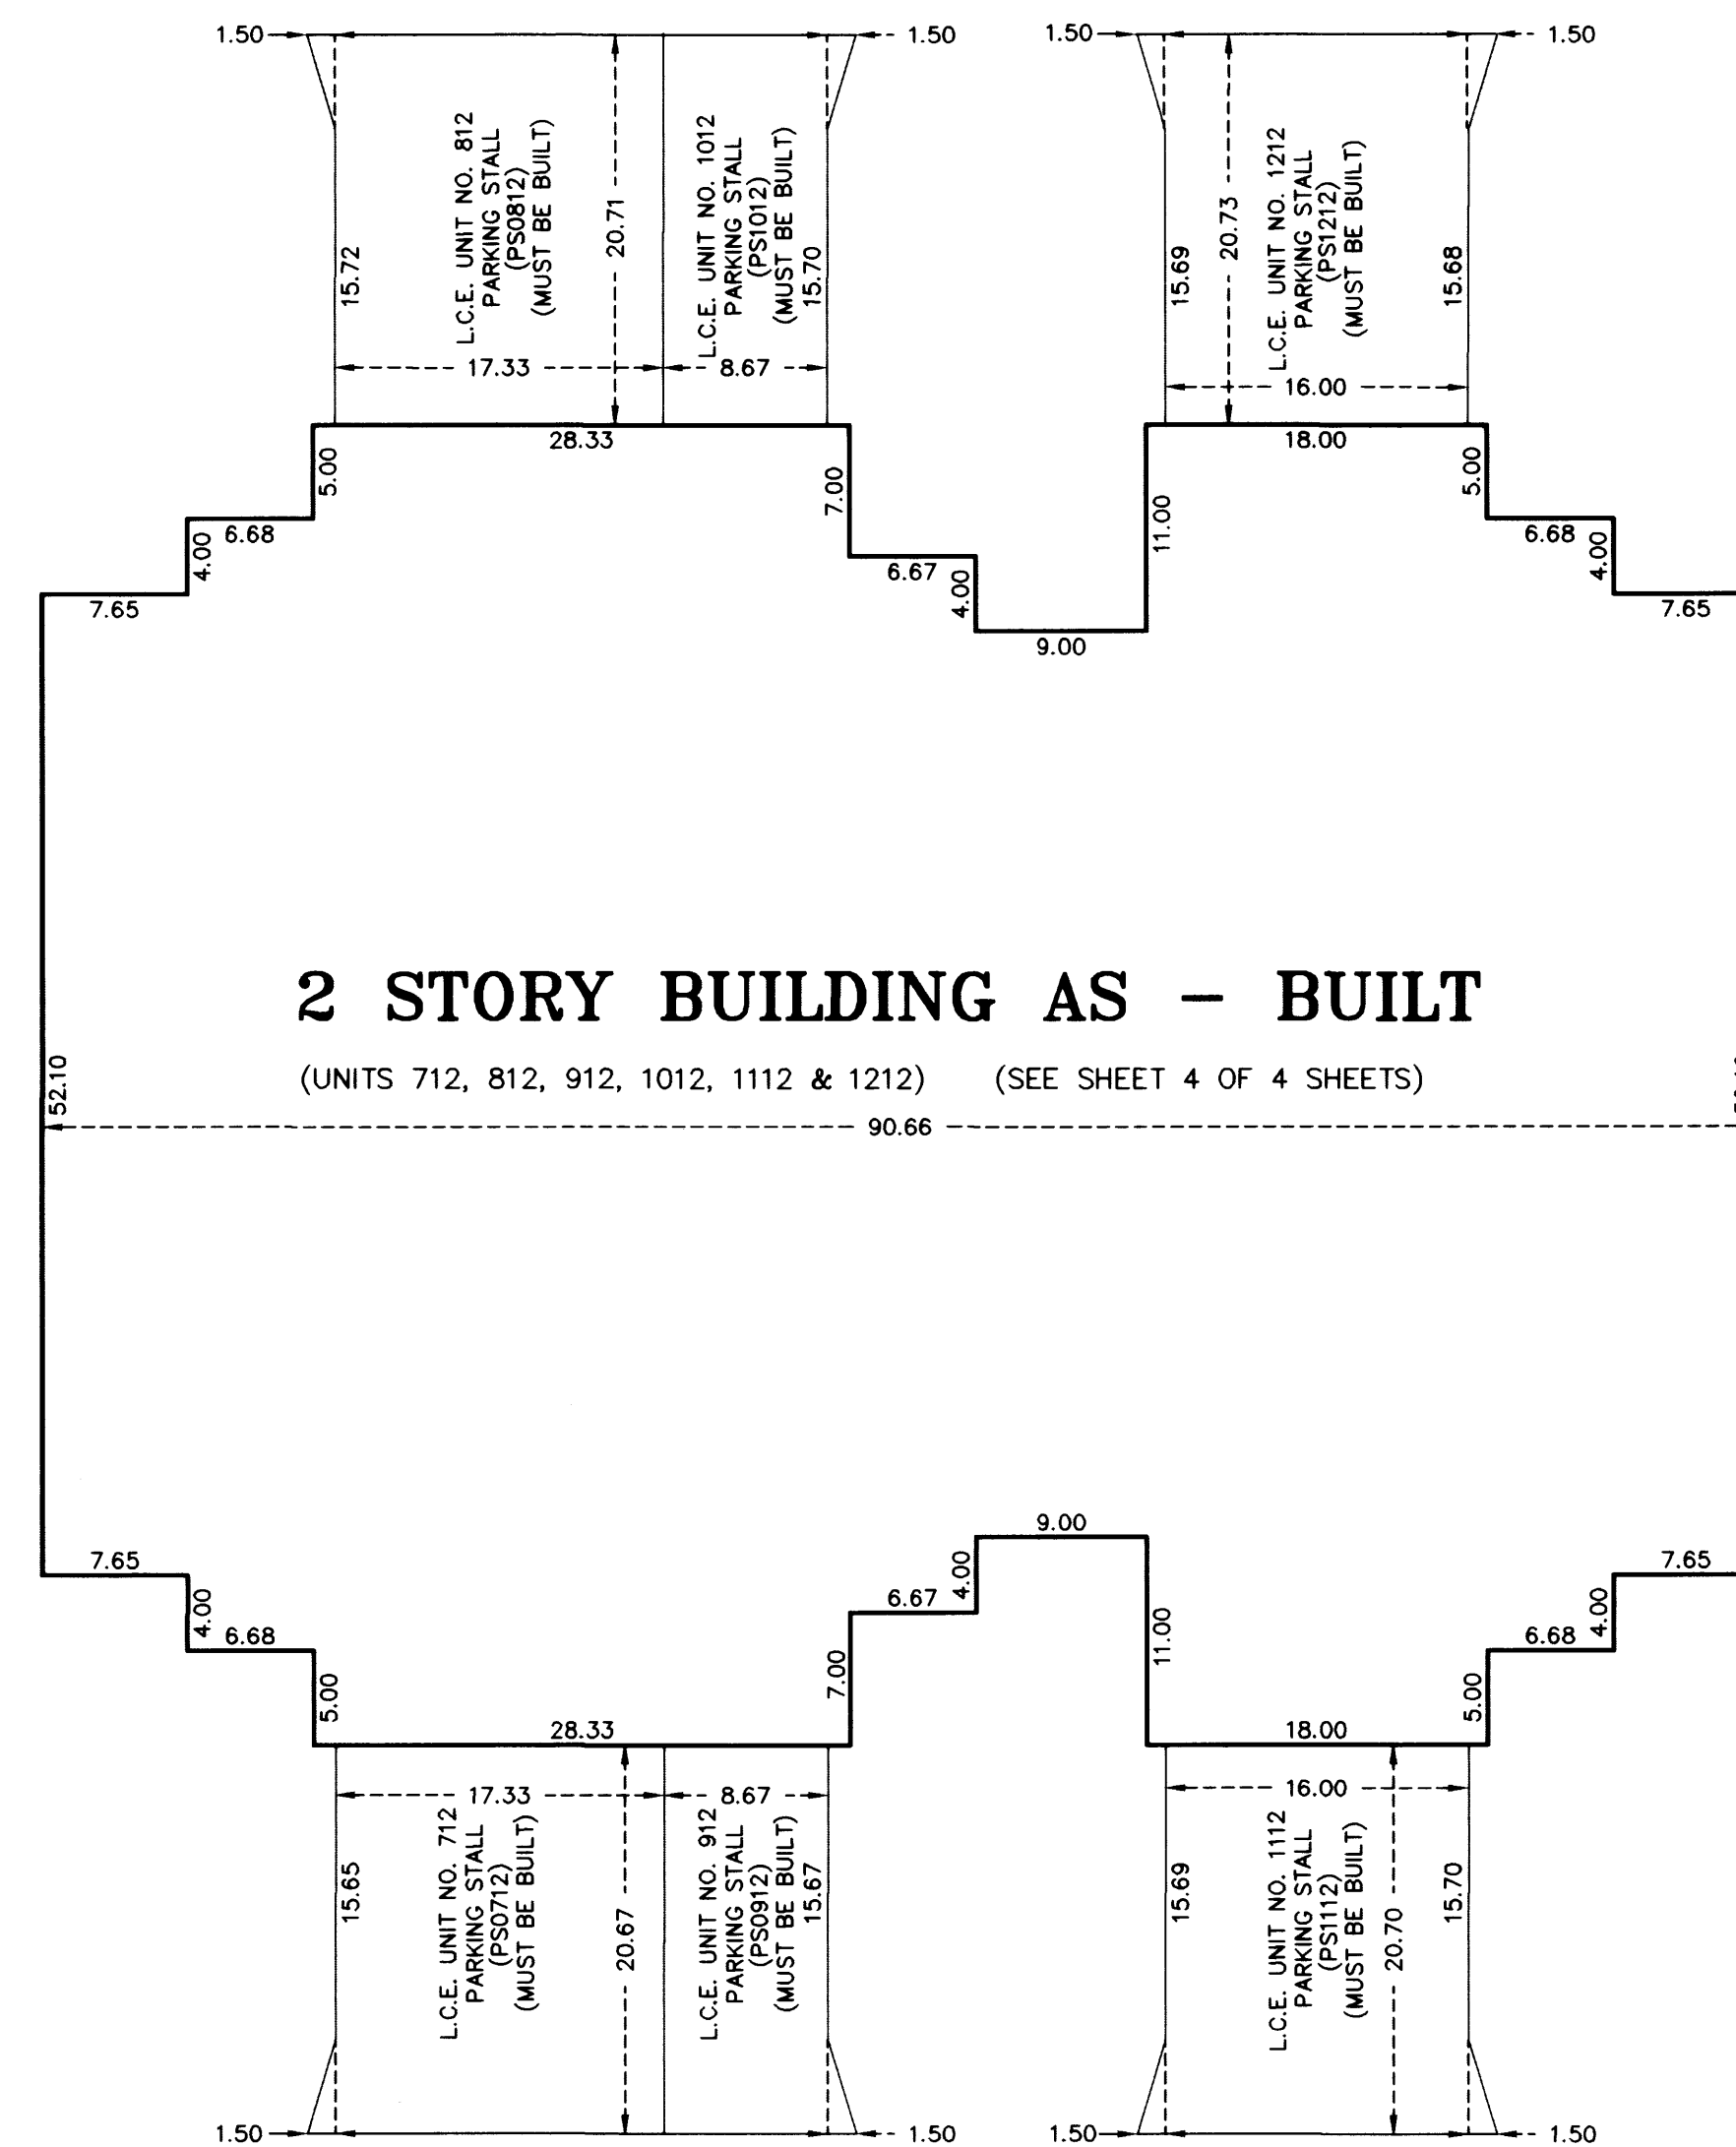 1.50
1.50
1.50
1.50
L.C.E. UNIT NO. 812
PARKING STALL
(PS0812)
(MUST BE BUILT)
L.C.E. UNIT NO. 1012
PARKING STALL
(PS1012)
(MUST BE BUILT)
L.C.E. UNIT NO. 1212
PARKING STALL
(PS1212)
(MUST BE BUILT)
15.72
20.71
15.70
15.69
20.73
15.68
17.33
8.67
16.00
28.33
18.00
5.00
7.00
11.00
5.00
6.68
4.00
6.67
4.00
6.68
4.00
7.65
9.00
7.65
2 STORY BUILDING AS - BUILT
(UNITS 712, 812, 912, 1012, 1112 & 1212) (SEE SHEET 4 OF 4 SHEETS)
52.10
90.66
9.00
7.65
7.65
4.00
6.68
6.67
4.00
6.68
4.00
5.00
7.00
11.00
5.00
28.33
18.00
17.33
8.67
16.00
L.C.E. UNIT NO. 712
PARKING STALL
(PS0712)
(MUST BE BUILT)
L.C.E. UNIT NO. 912
PARKING STALL
(PS0912)
(MUST BE BUILT)
L.C.E. UNIT NO. 1112
PARKING STALL
(PS1112)
(MUST BE BUILT)
15.65
20.67
15.67
15.69
20.70
15.70
1.50
1.50
1.50
1.50